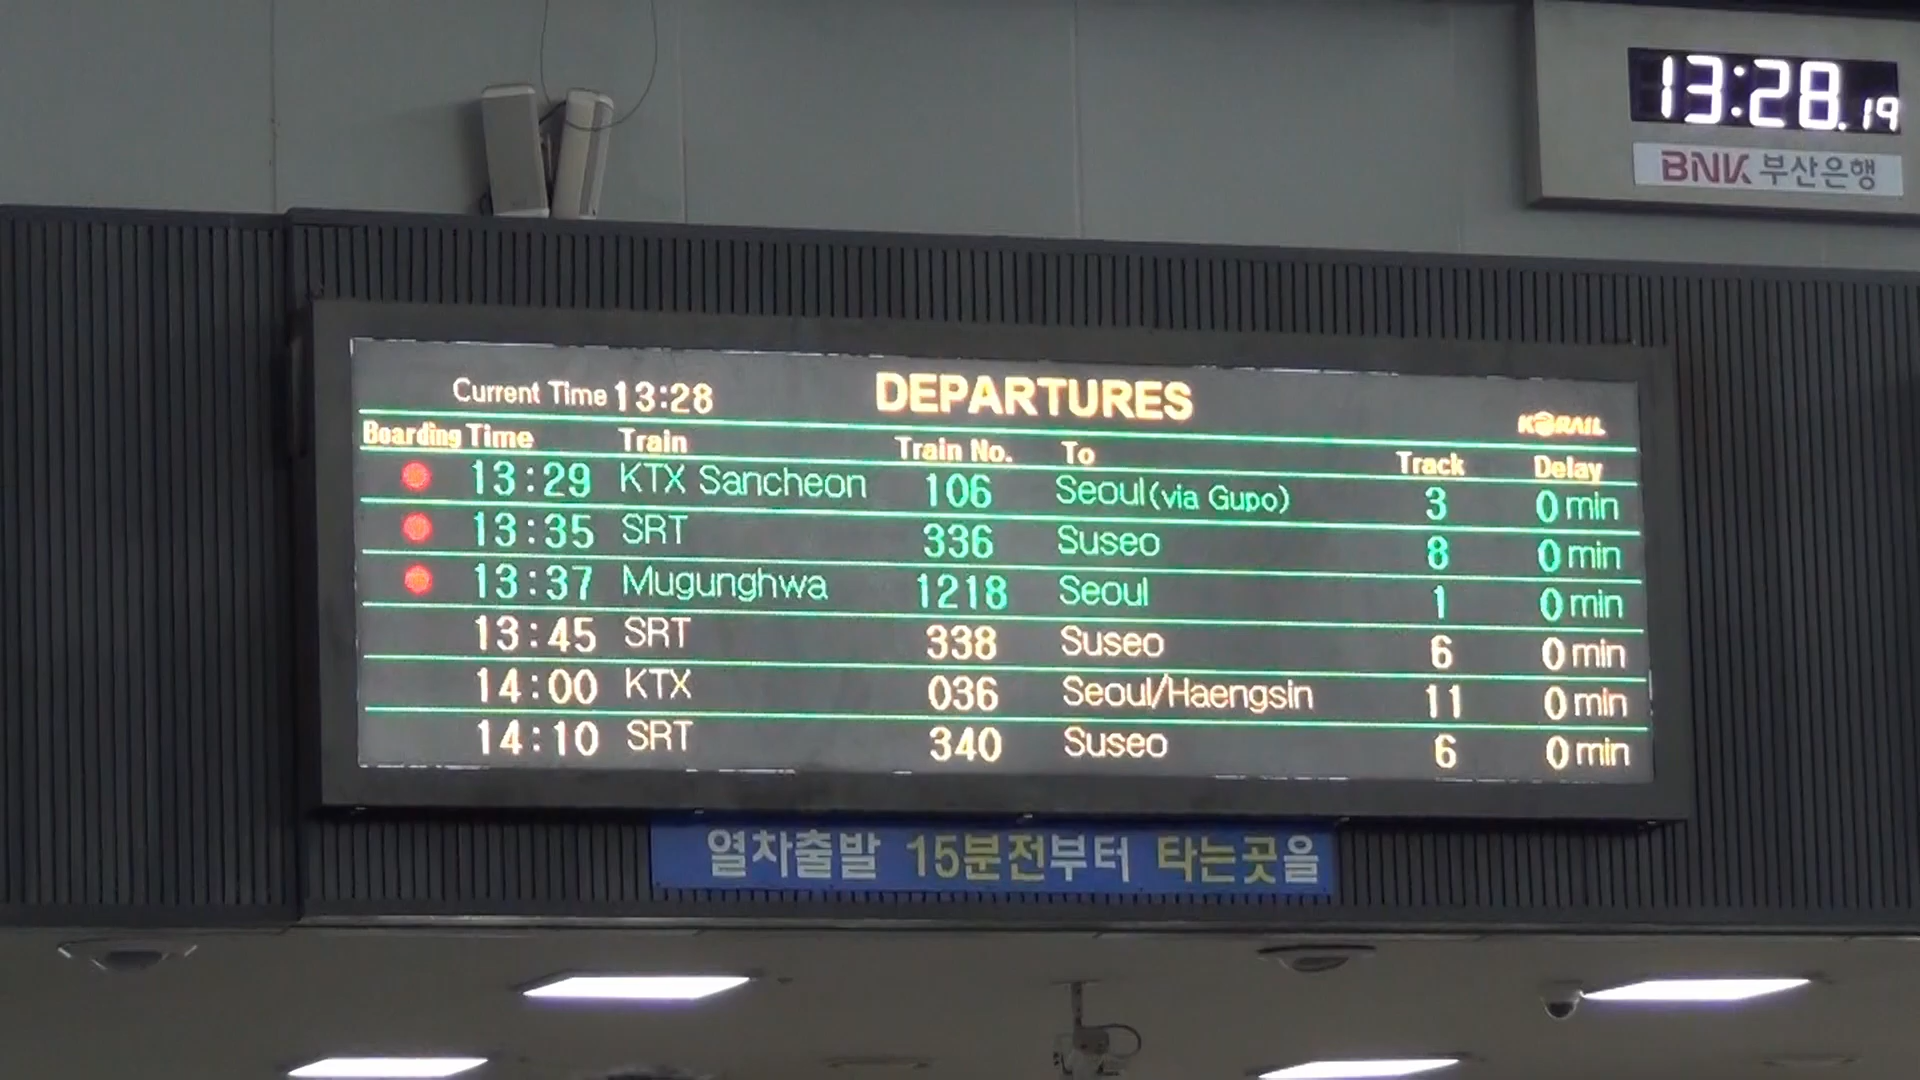 13:28.19
BNK 부산은행
Current Time 13:28 DEPARTURES KORAIL
Boarding Time Train Train No. To Track Delay
13:29 KTX Sancheon 106 Seoul(via Gupo) 3 0 min
13:35 SRT 336 Suseo 8 0 min
13:37 Mugunghwa 1218 Seoul 1 0 min
13:45 SRT 338 Suseo 6 0 min
14:00 KTX 036 Seoul/Haengsin 11 0 min
14:10 SRT 340 Suseo 6 0 min
열차출발 15분전부터 타는곳을